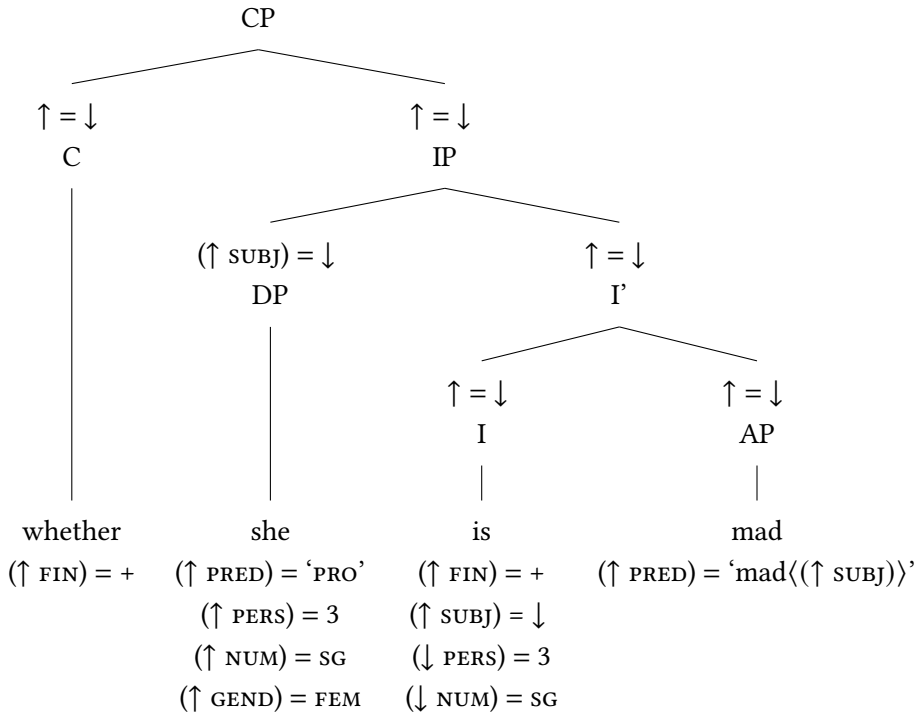 CP
↑ = ↓ ↑ = ↓
C IP
(↑ SUBJ) = ↓ ↑ = ↓
DP I’
↑ = ↓ ↑ = ↓
I AP
whether she is mad
(↑ FIN) = + (↑ PRED) = ‘PRO’ (↑ FIN) = + (↑ PRED) = ‘mad⟨(↑ SUBJ)⟩’
(↑ PERS) = 3 (↑ SUBJ) = ↓
(↑ NUM) = SG (↓ PERS) = 3
(↑ GEND) = FEM (↓ NUM) = SG